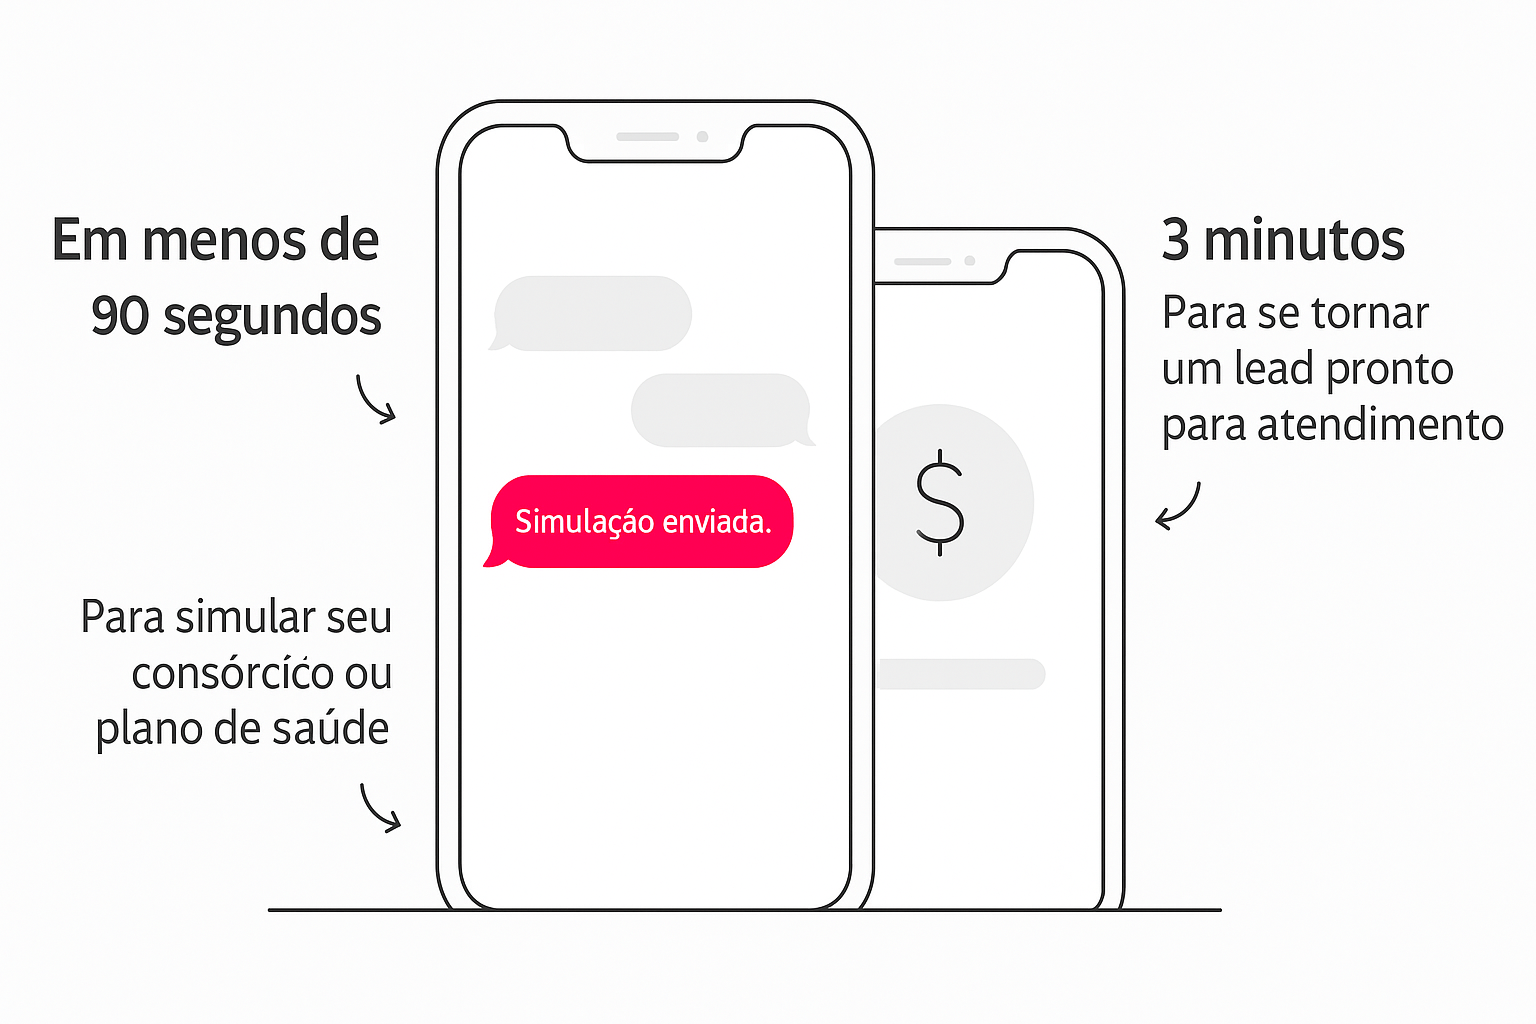 Em menos de
90 segundos
Para simular seu
consórcíćo ou
plano de saúde
Simulaçáo enviada.
$
3 minutos
Para se tornar
um lead pronto
para atendimento